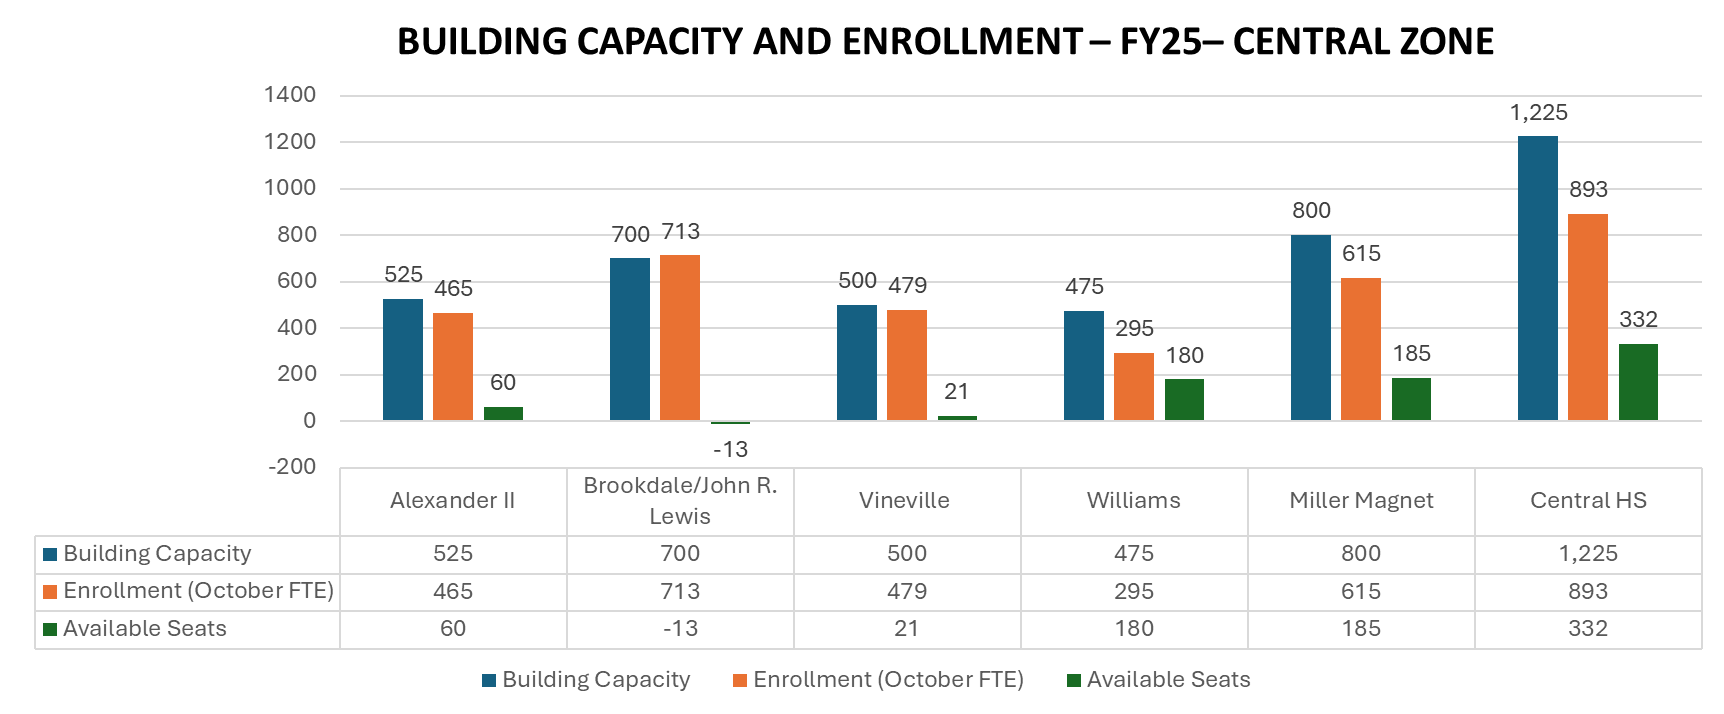 BUILDING CAPACITY AND ENROLLMENT – FY25– CENTRAL ZONE
1400
1200
1000
800
600
400
200
0
-200
525
465
60
700
713
-13
500
479
21
475
295
180
800
615
185
1,225
893
332
Alexander II
Brookdale/John R.
Lewis
Vineville
Williams
Miller Magnet
Central HS
Building Capacity 525 700 500 475 800 1,225
Enrollment (October FTE) 465 713 479 295 615 893
Available Seats 60 -13 21 180 185 332
Building Capacity Enrollment (October FTE) Available Seats